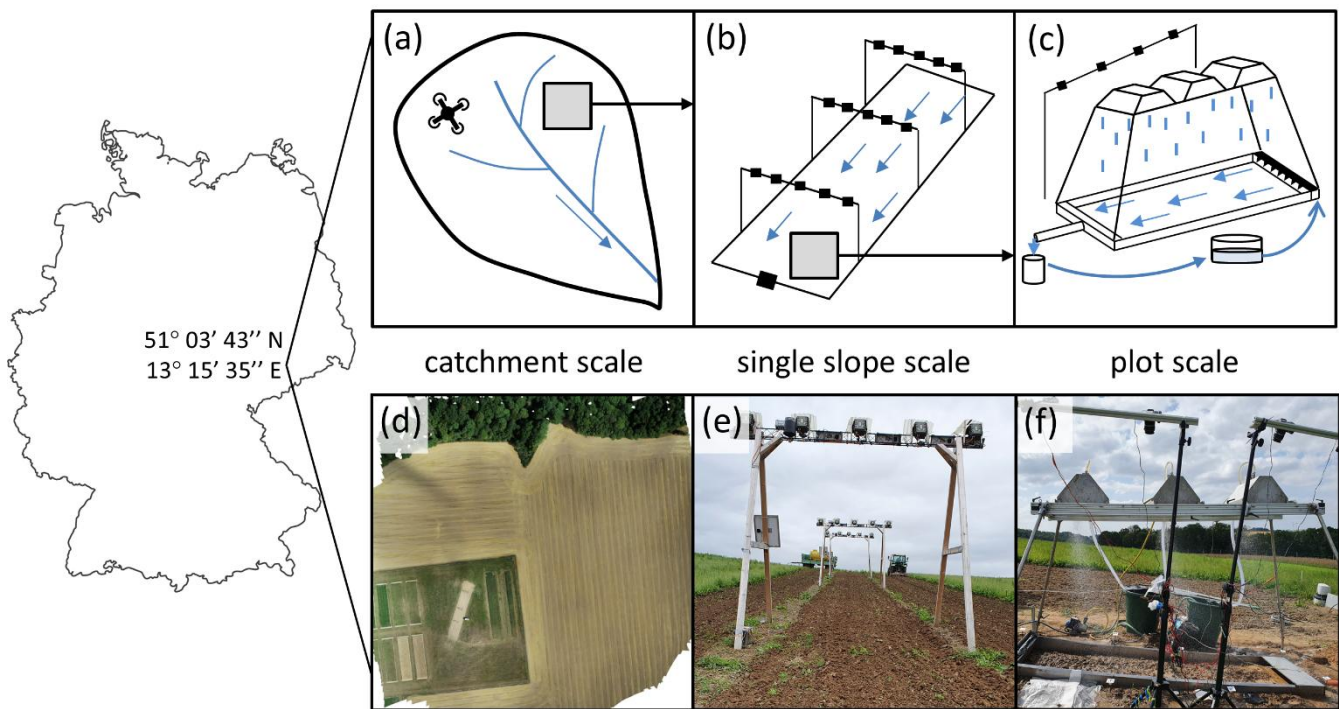 (a)
(b)
(c)
51° 03’ 43’’ N
13° 15’ 35’’ E
catchment scale
single slope scale
plot scale
(d)
(e)
(f)